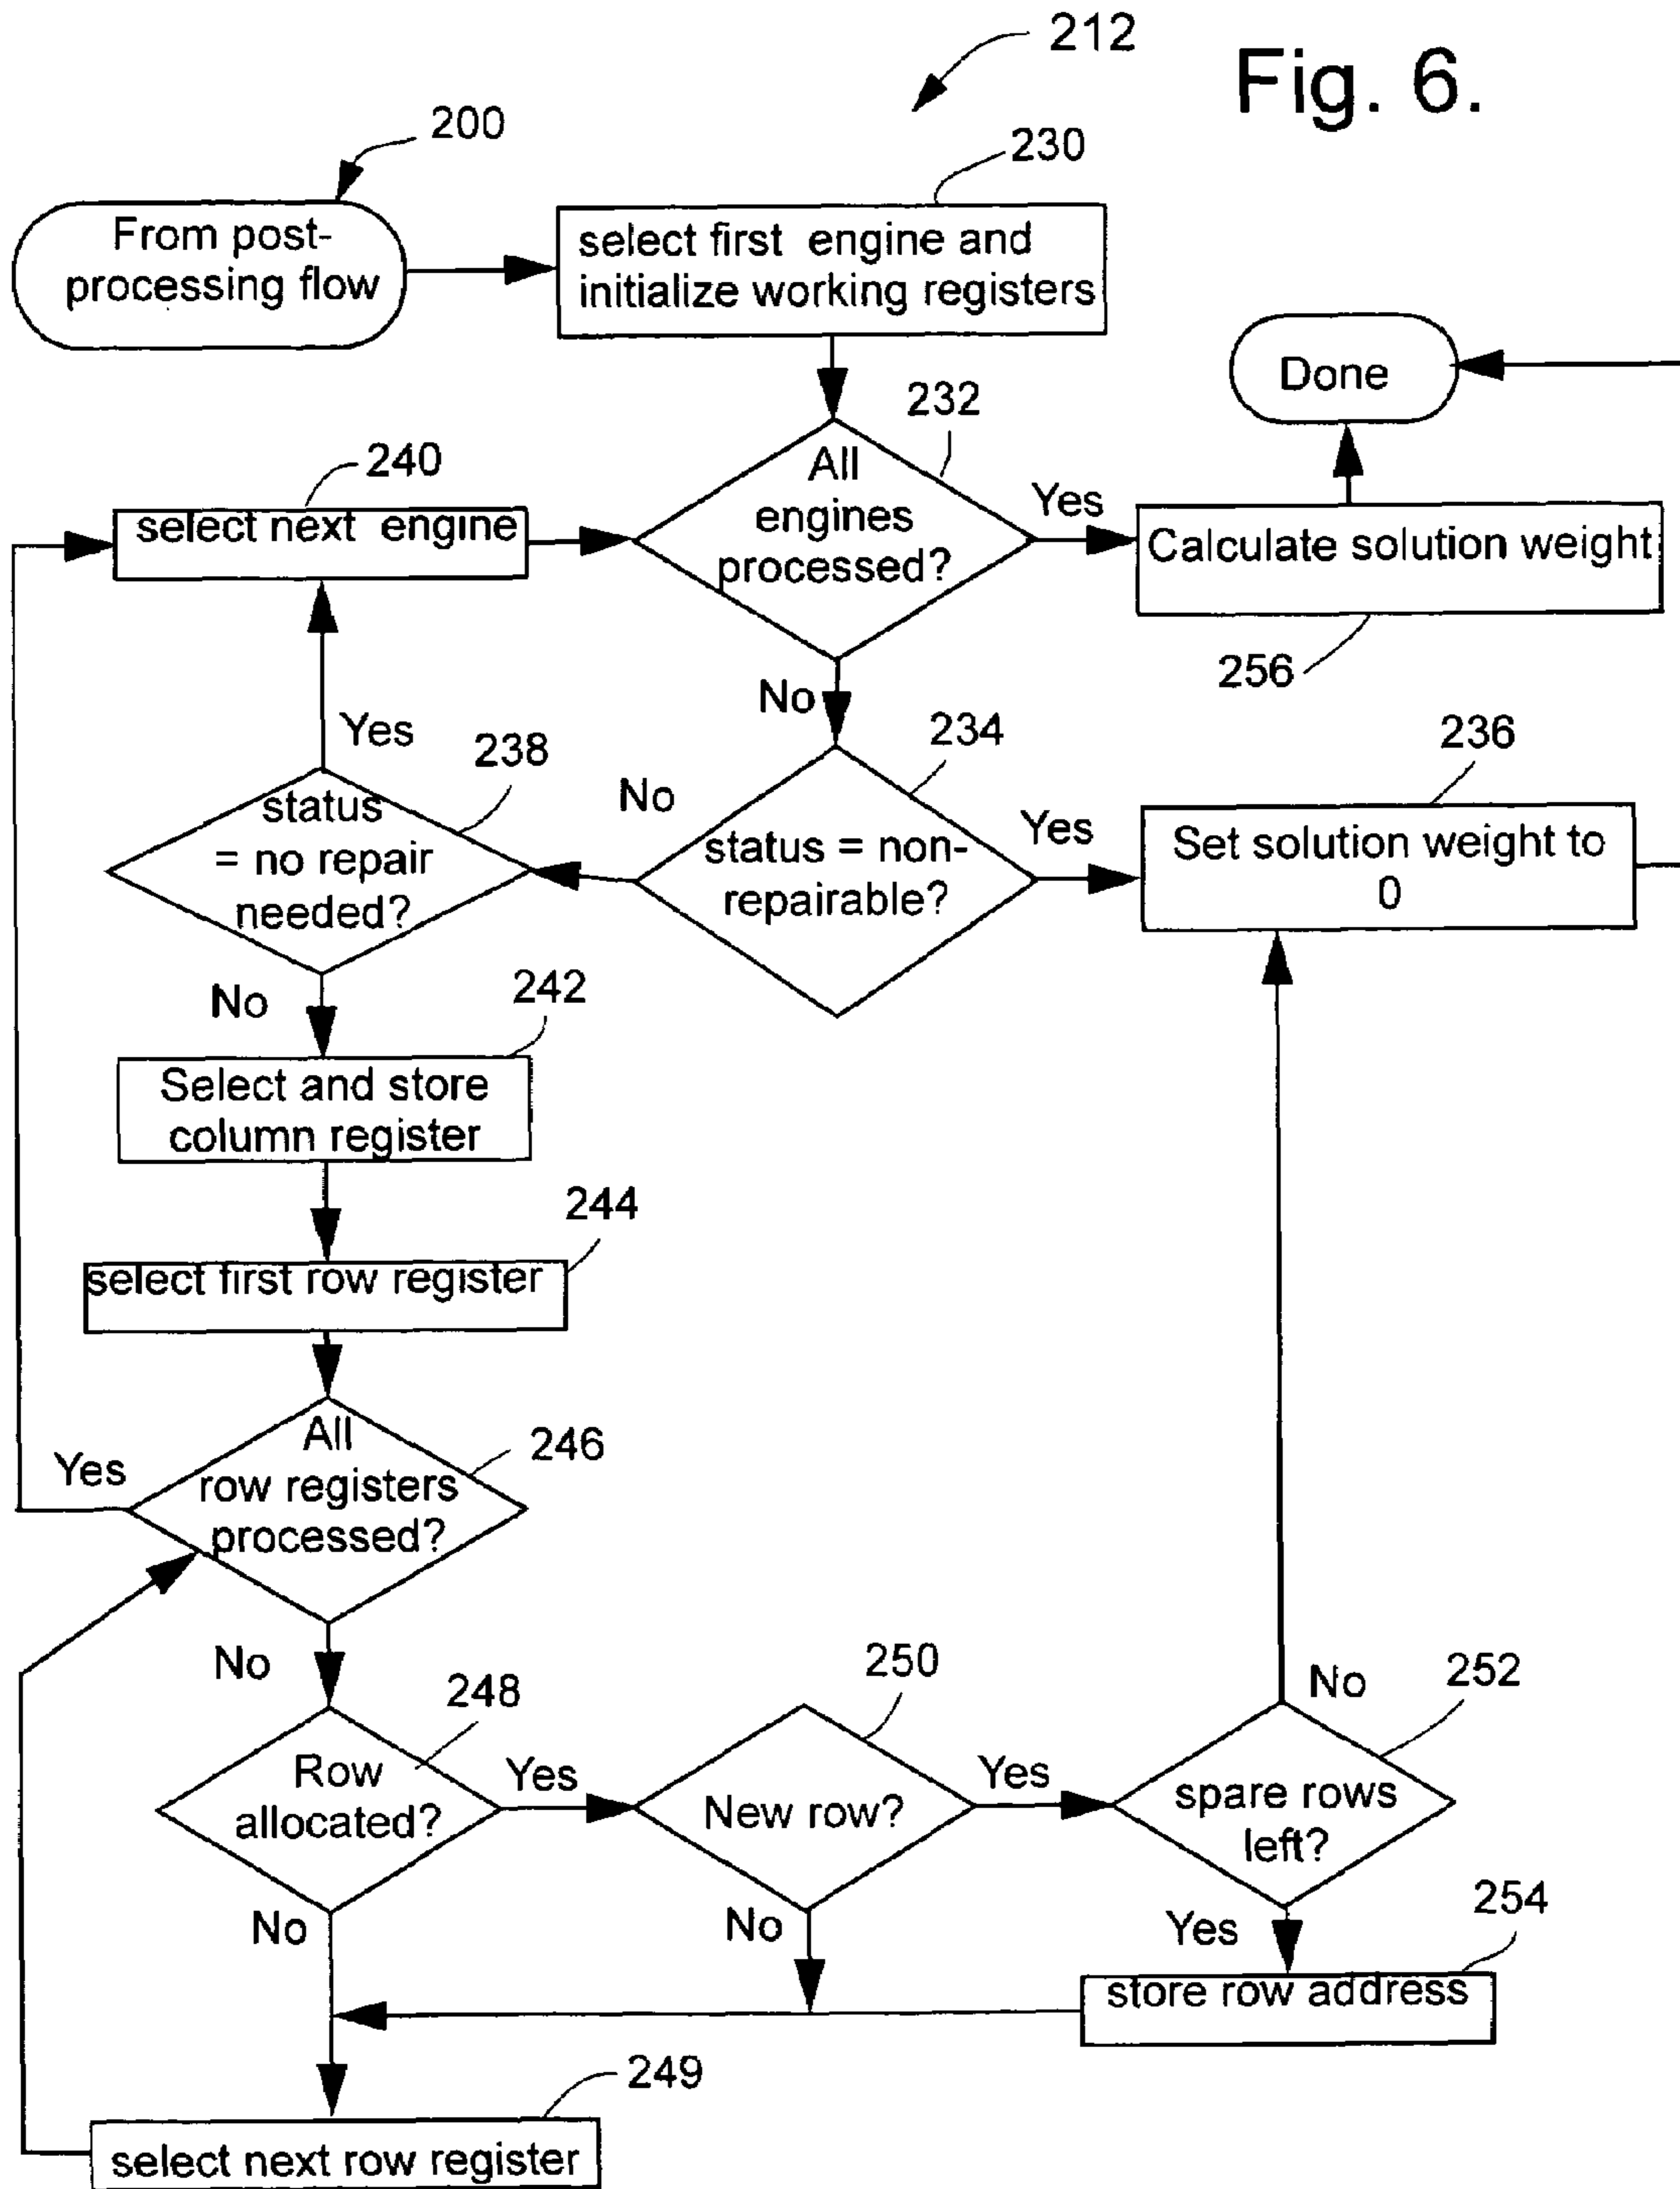 212
Fig. 6.
200
230
From post-
processing flow
select first engine and
initialize working registers
Done
232
240
All
engines
processed?
select next engine
Yes
Calculate solution weight
256
No
Yes
238
234
236
No
status
= no repair
needed?
status = non-
repairable?
Yes
Set solution weight to
0
No
242
Select and store
column register
244
select first row register
All
row registers
processed?
246
Yes
No
248
250
252
No
Row
allocated?
Yes
New row?
Yes
spare rows
left?
No
No
Yes
254
store row address
249
select next row register